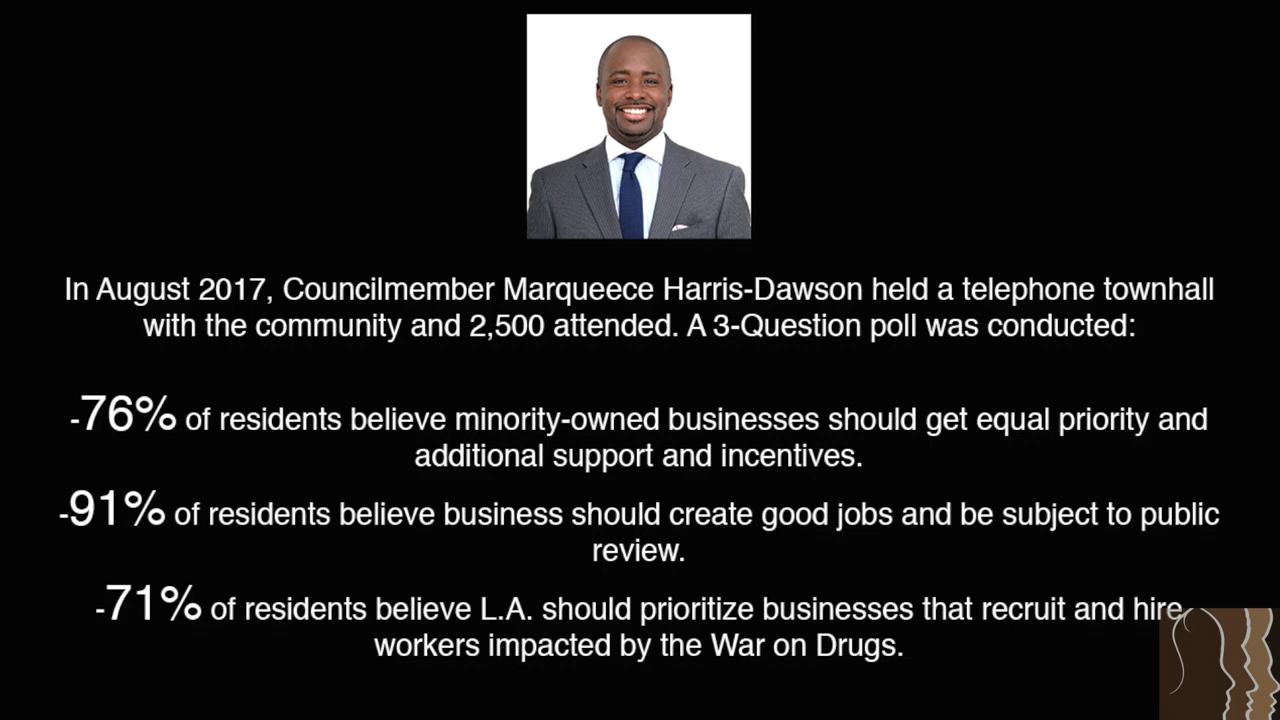 In August 2017, Councilmember Marqueece Harris-Dawson held a telephone townhall
with the community and 2,500 attended. A 3-Question poll was conducted:
-76% of residents believe minority-owned businesses should get equal priority and
additional support and incentives.
-91% of residents believe business should create good jobs and be subject to public
review.
-71% of residents believe L.A. should prioritize businesses that recruit and hire
workers impacted by the War on Drugs.